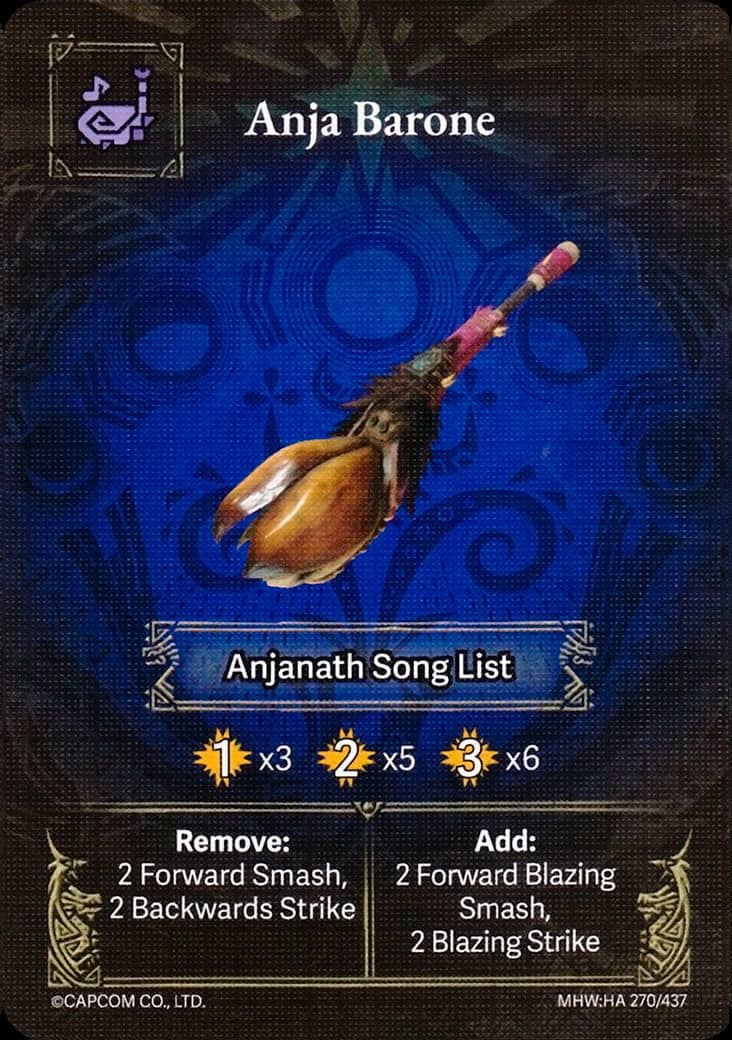 Anja Barone
Anjanath Song List
1 x3 2 x5 3 x6
Remove:
2 Forward Smash,
2 Backwards Strike
Add:
2 Forward Blazing
Smash,
2 Blazing Strike
©CAPCOM CO., LTD.
MHW:HA 270/437